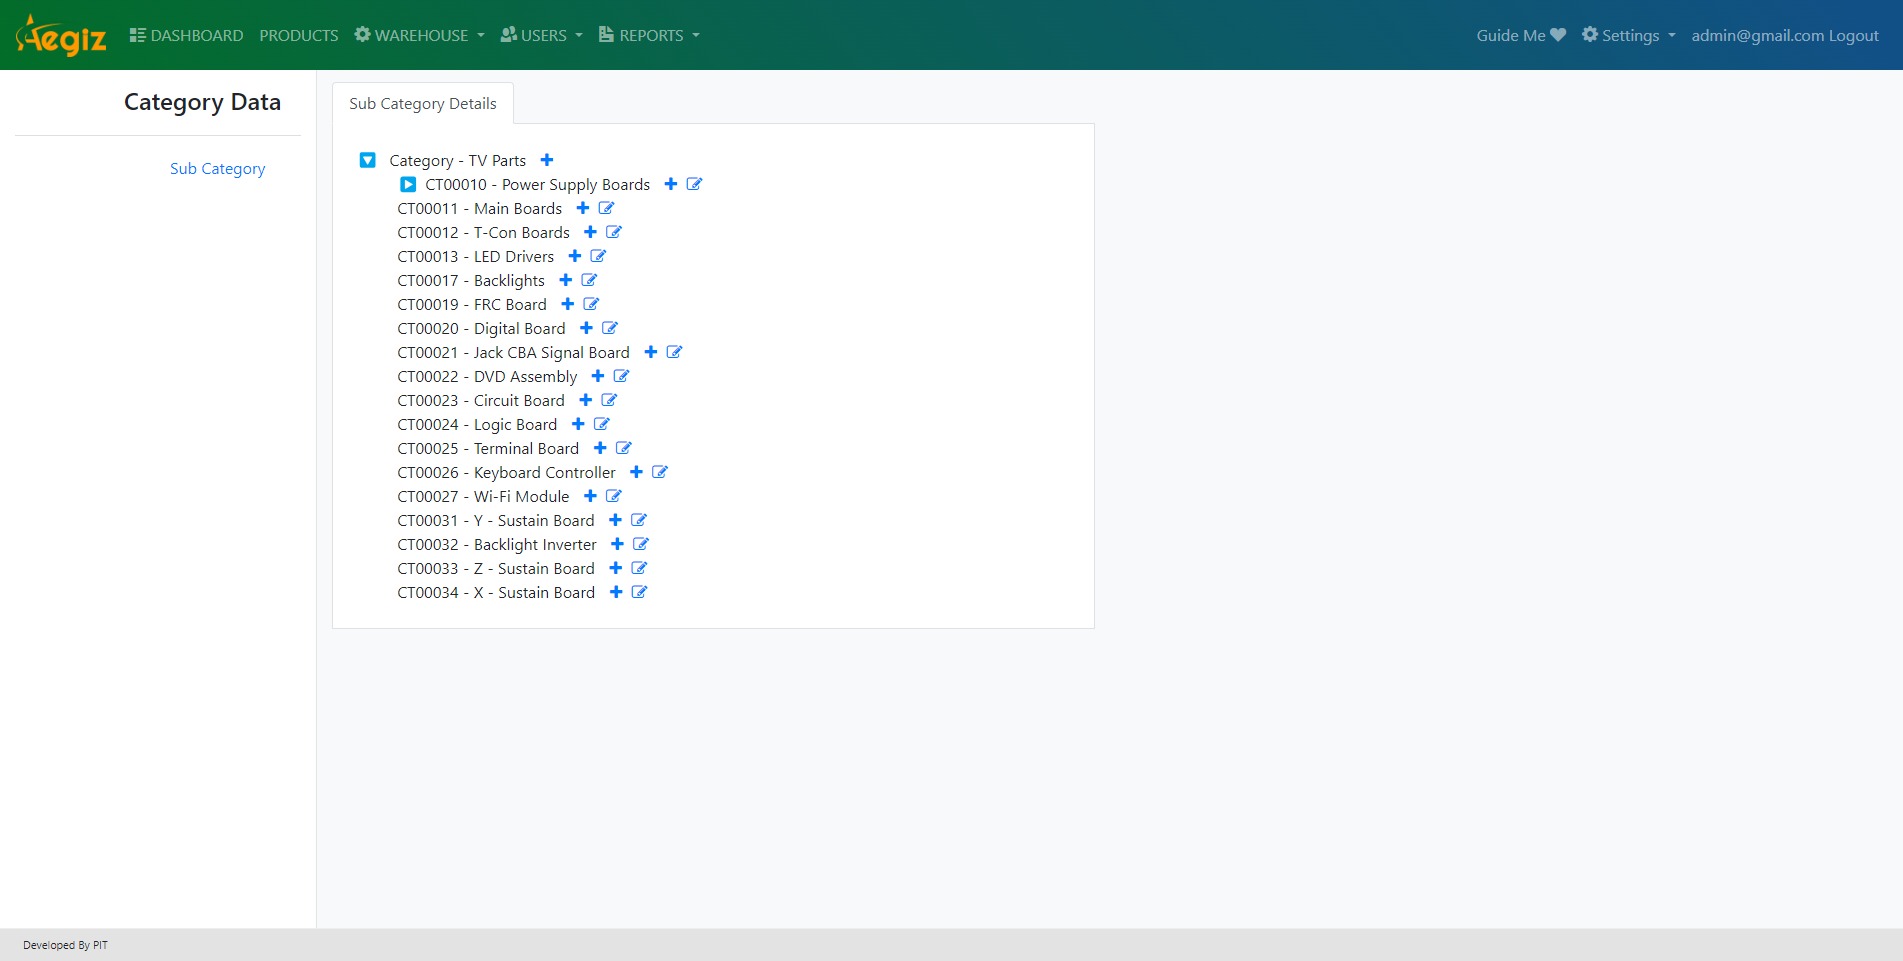 Aegiz DASHBOARD PRODUCTS WAREHOUSE USERS REPORTS Guide Me Settings admin@gmail.com Logout
Category Data
Sub Category
Sub Category Details
Category - TV Parts
CT00010 - Power Supply Boards
CT00011 - Main Boards
CT00012 - T-Con Boards
CT00013 - LED Drivers
CT00017 - Backlights
CT00019 - FRC Board
CT00020 - Digital Board
CT00021 - Jack CBA Signal Board
CT00022 - DVD Assembly
CT00023 - Circuit Board
CT00024 - Logic Board
CT00025 - Terminal Board
CT00026 - Keyboard Controller
CT00027 - Wi-Fi Module
CT00031 - Y - Sustain Board
CT00032 - Backlight Inverter
CT00033 - Z - Sustain Board
CT00034 - X - Sustain Board
Developed By PIT